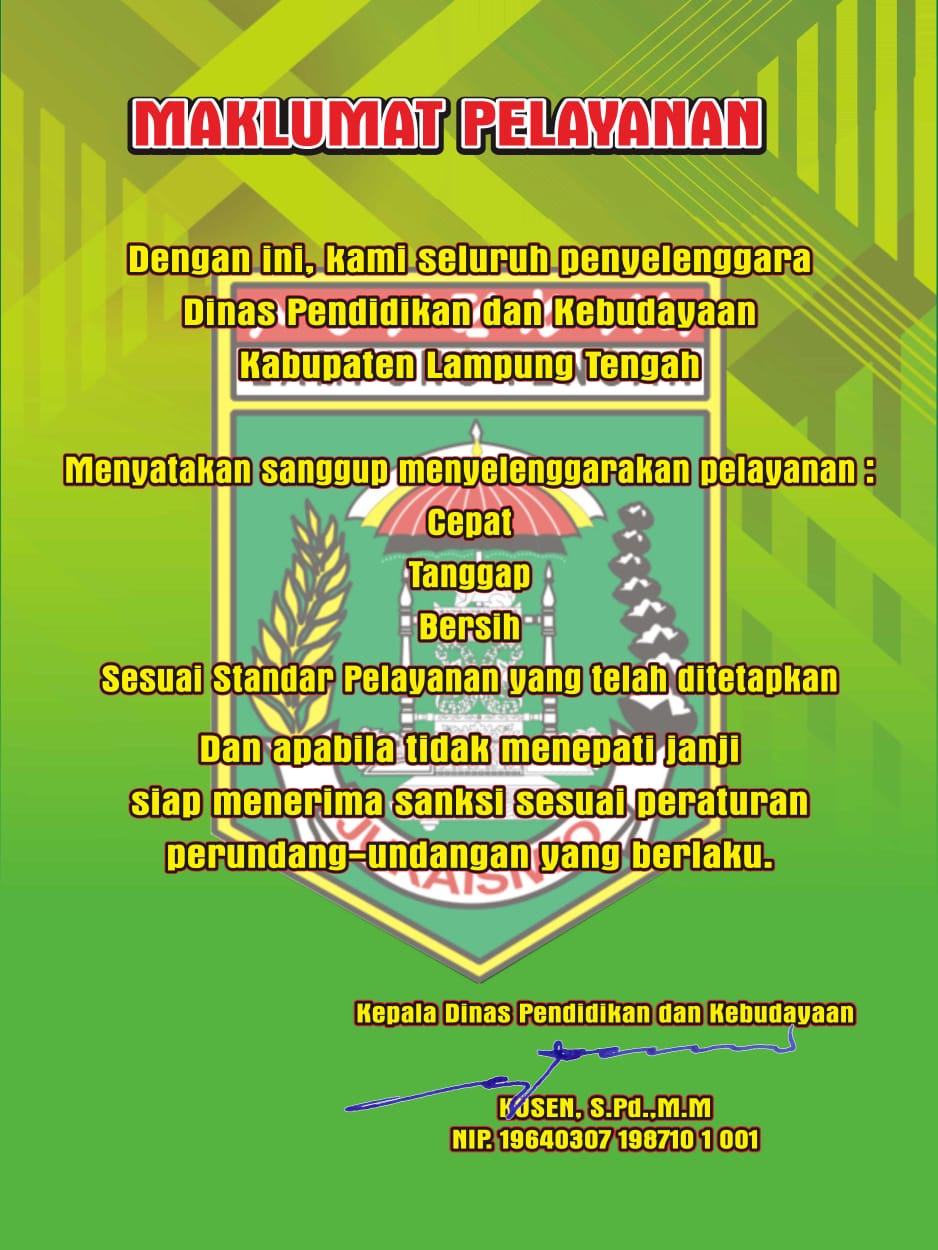 MAKLUMAT PELAYANAN
Dengan ini, kami seluruh penyelenggara
Dinas Pendidikan dan Kebudayaan
Kabupaten Lampung Tengah
Menyatakan sanggup menyelenggarakan pelayanan :
Cepat
Tanggap
Bersih
Sesuai Standar Pelayanan yang telah ditetapkan
Dan apabila tidak menepati janji
siap menerima sanksi sesuai peraturan
perundang-undangan yang berlaku.
Kepala Dinas Pendidikan dan Kebudayaan
KUSEN, S.Pd.,M.M
NIP. 19640307 198710 1 001